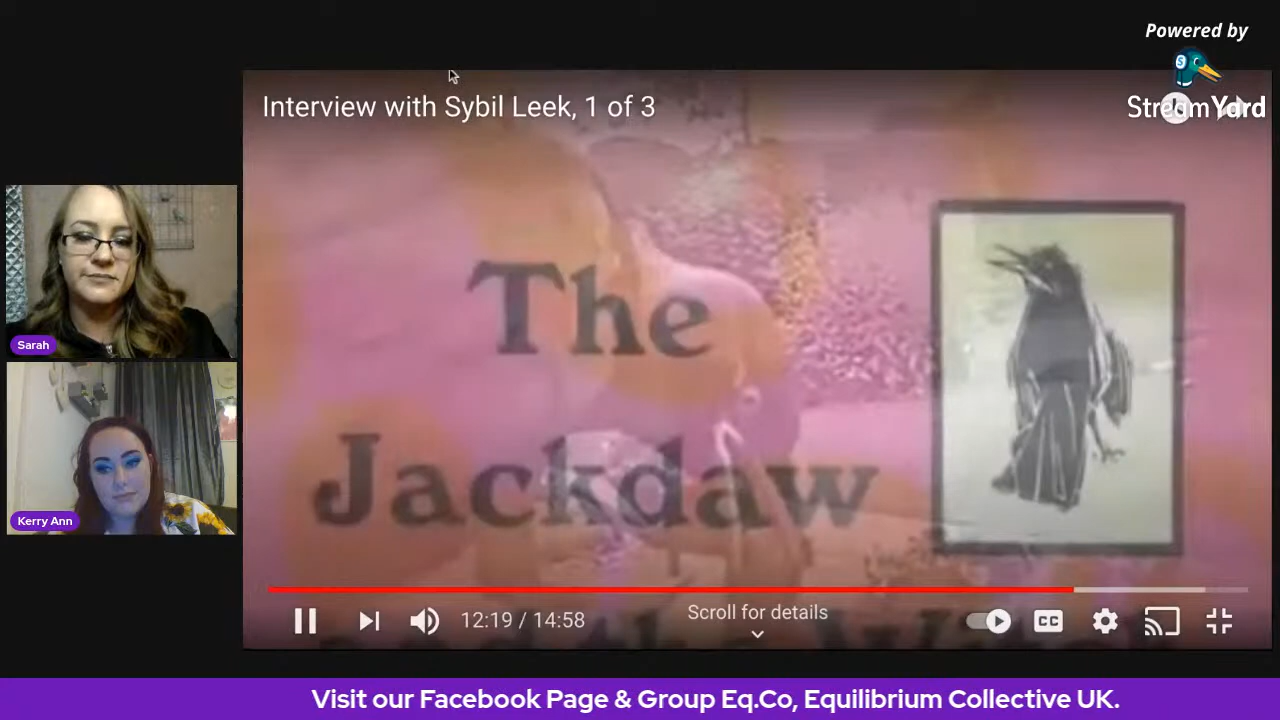 Powered by
StreamYard
Interview with Sybil Leek, 1 of 3
The
Jackdaw
Sarah
Kerry Ann
12:19 / 14:58
Scroll for details
CC
Visit our Facebook Page & Group Eq.Co, Equilibrium Collective UK.